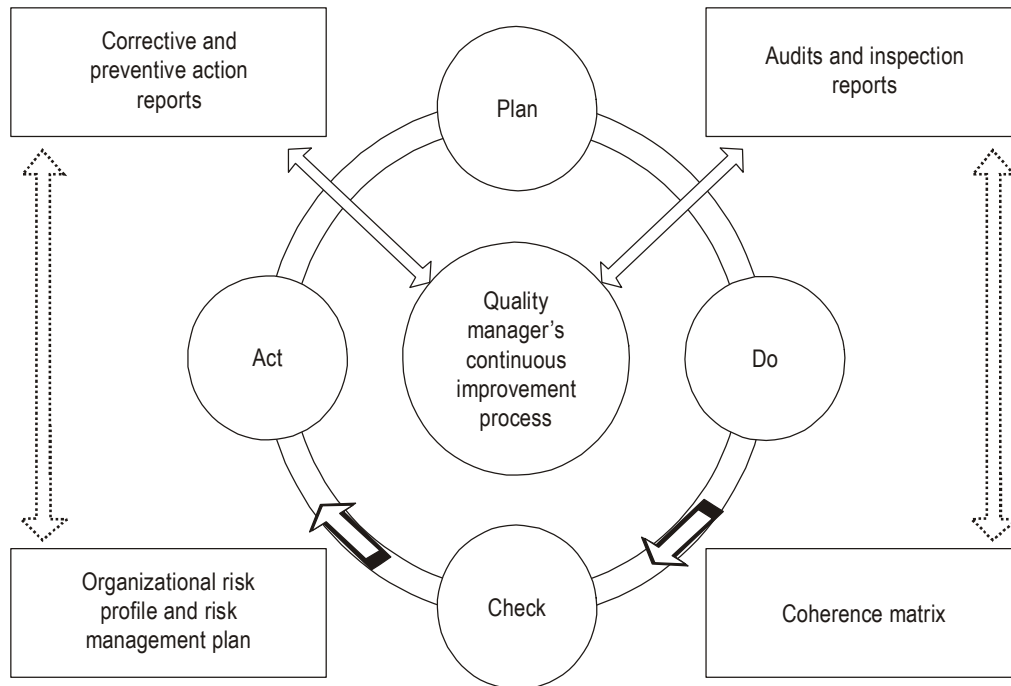 Corrective and
preventive action
reports
Plan
Audits and inspection
reports
Act
Quality
manager’s
continuous
improvement
process
Do
Organizational risk
profile and risk
management plan
Check
Coherence matrix